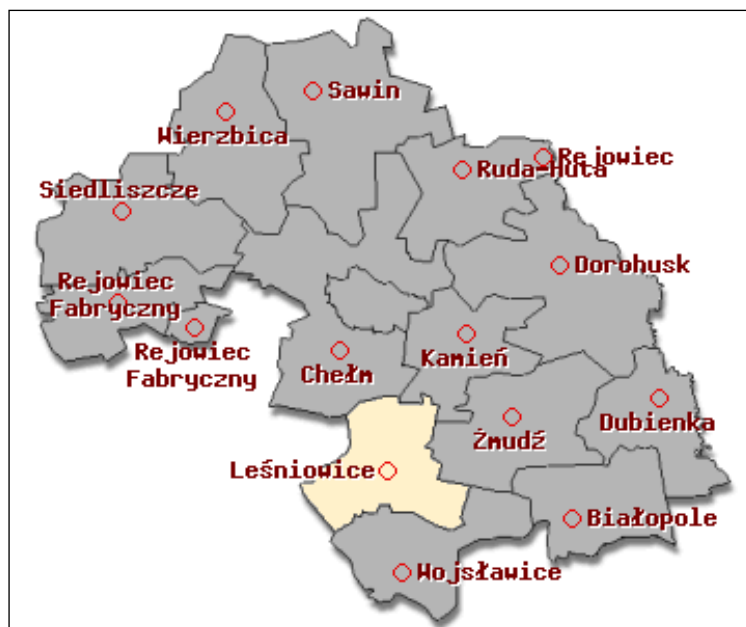 Sawin
Wierzbica
Rejowiec
Ruda-Huta
Siedliszcze
Dorohusk
Rejowiec
Fabryczny
Rejowiec
Fabryczny
Kamień
Chełm
Dubienka
Żmudź
Leśniowice
Białopole
Wojsławice